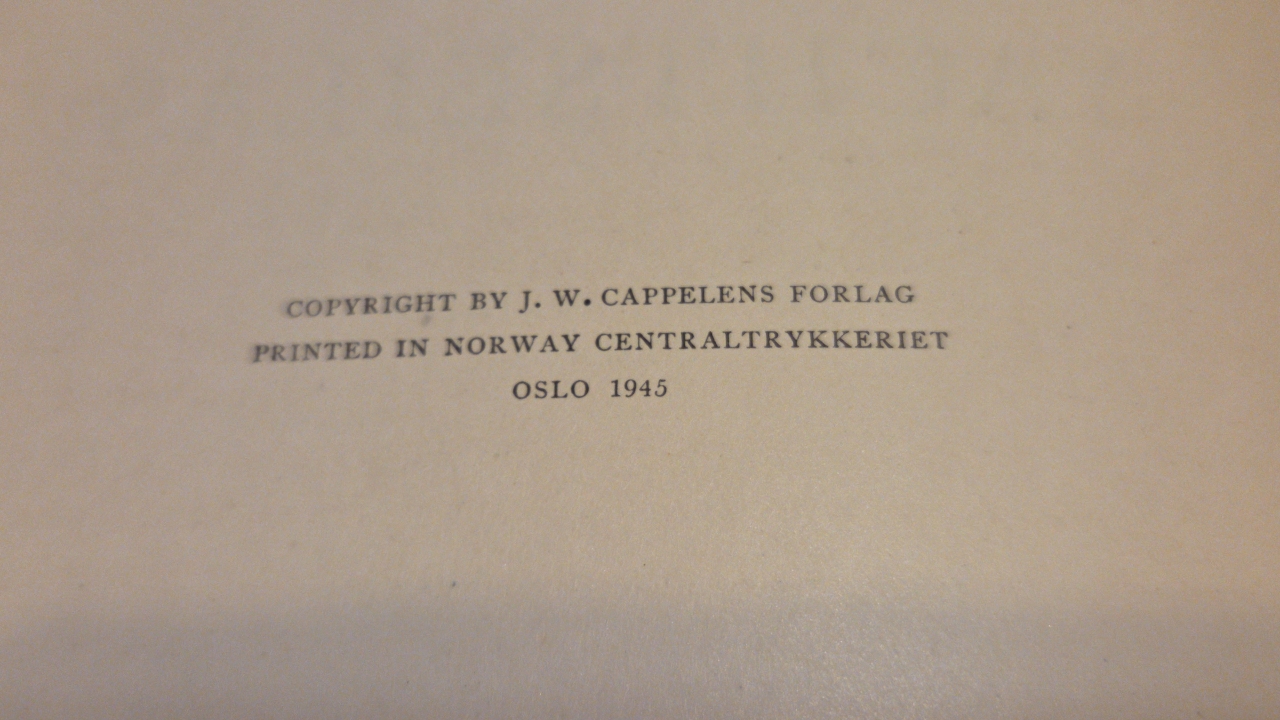 COPYRIGHT BY J. W. CAPPELENS FORLAG
PRINTED IN NORWAY CENTRALTRYKKERIET
OSLO 1945